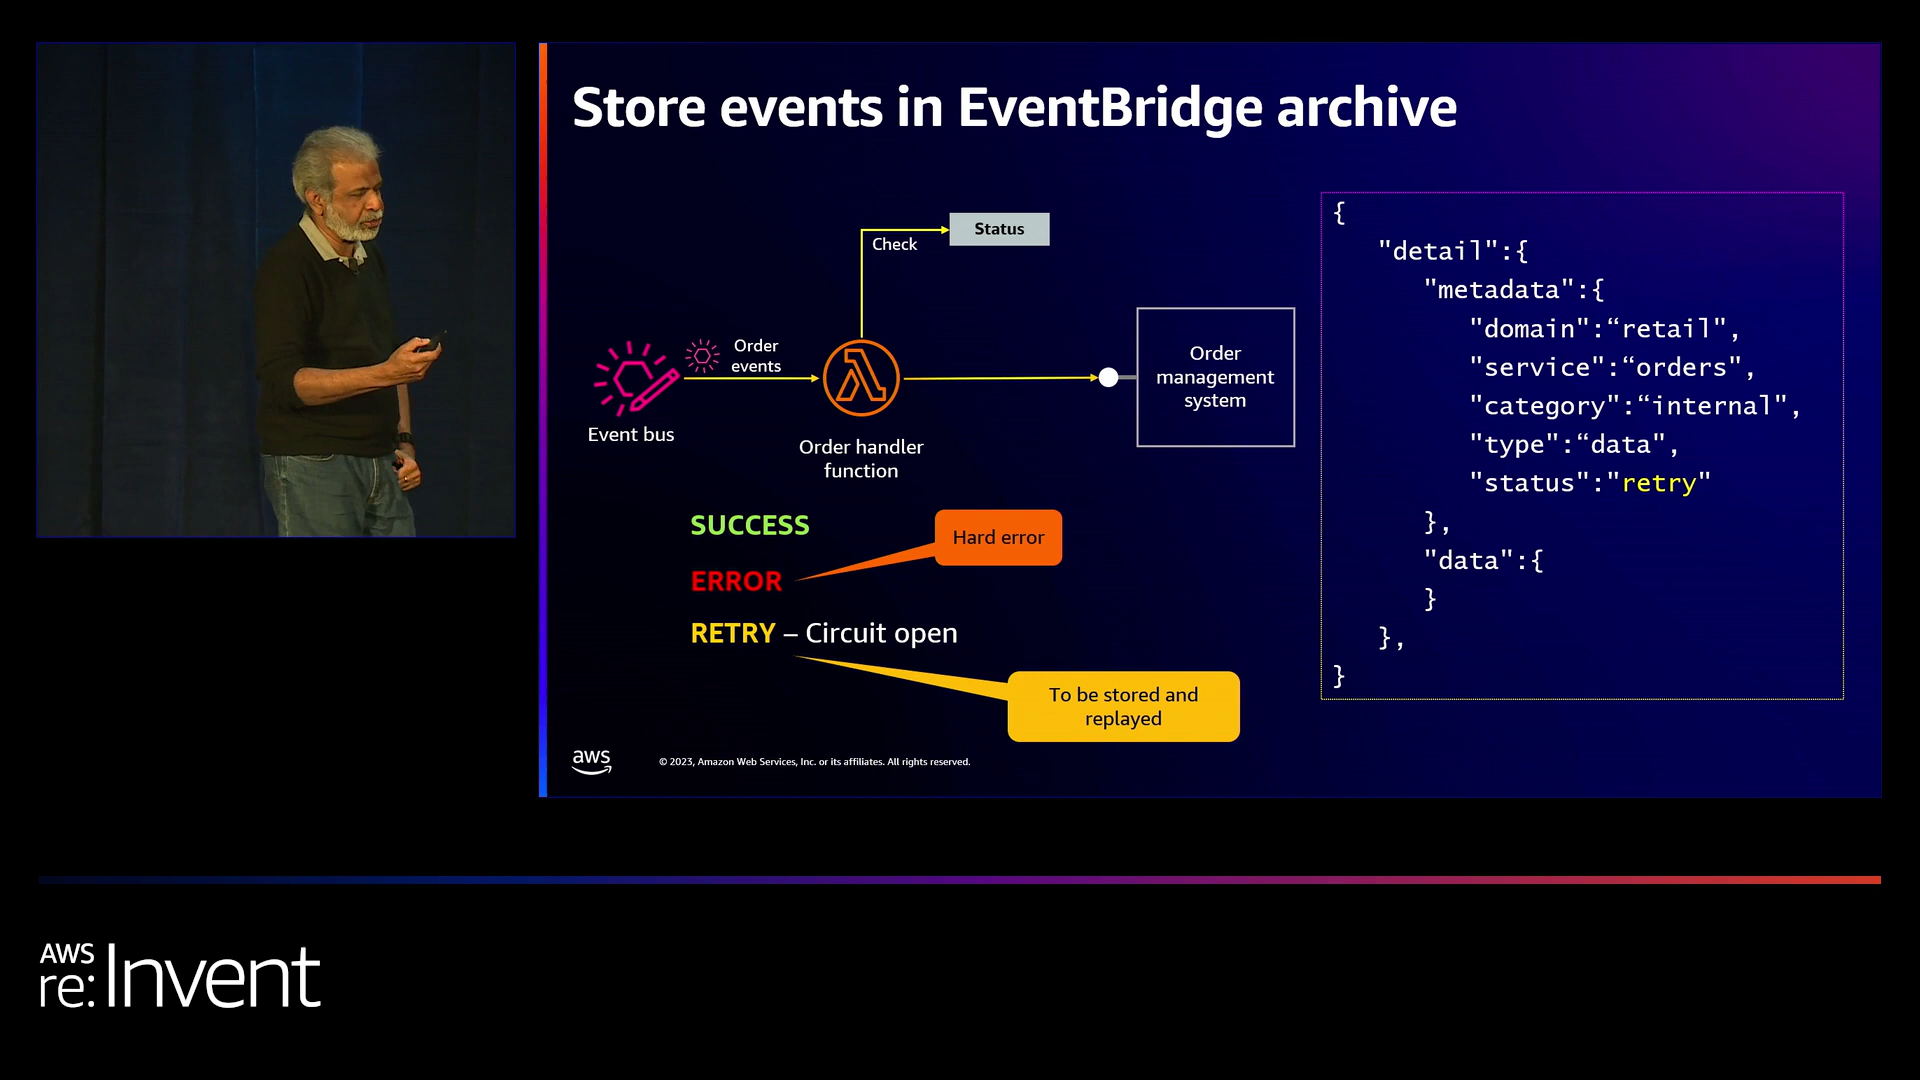 Store events in EventBridge archive
Status
Check
Order
events
Event bus
Order handler
function
Order
management
system
SUCCESS
ERROR
Hard error
RETRY – Circuit open
To be stored and
replayed
{
"detail":{
"metadata":{
"domain":“retail",
"service":“orders",
"category":“internal",
"type":“data",
"status":"retry"
},
"data":{
}
},
}
aws
© 2023, Amazon Web Services, Inc. or its affiliates. All rights reserved.
AWS
re:Invent